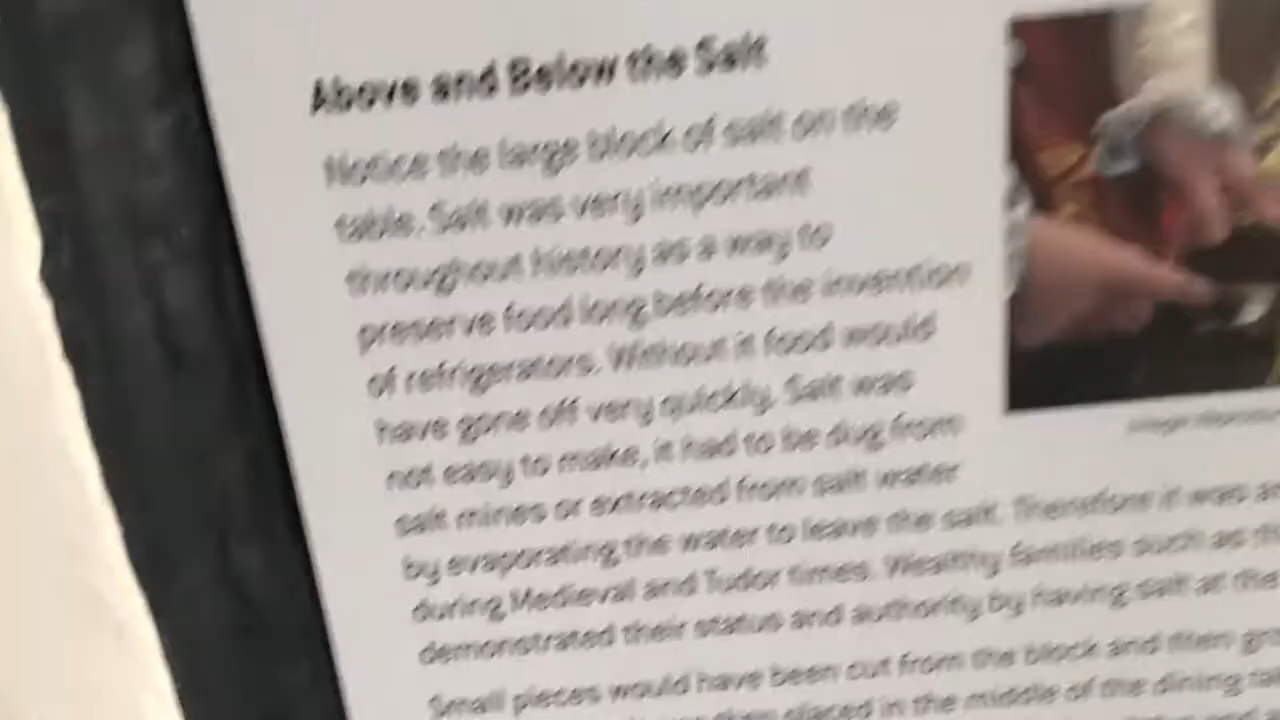 Above and Below the Salt
Notice the large block of salt on the
table. Salt was very important
throughout history as a way to
preserve food long before the invention
of refrigerators. Without it food would
have gone off very quickly. Salt was
not easy to make, it had to be dug from
salt mines or extracted from salt water
by evaporating the water to leave the salt. Therefore it was
during Medieval and Tudor times. Wealthy families such as
demonstrated their status and authority by having salt at
Small pieces would have been cut from the block and then
placed in the middle of the dining